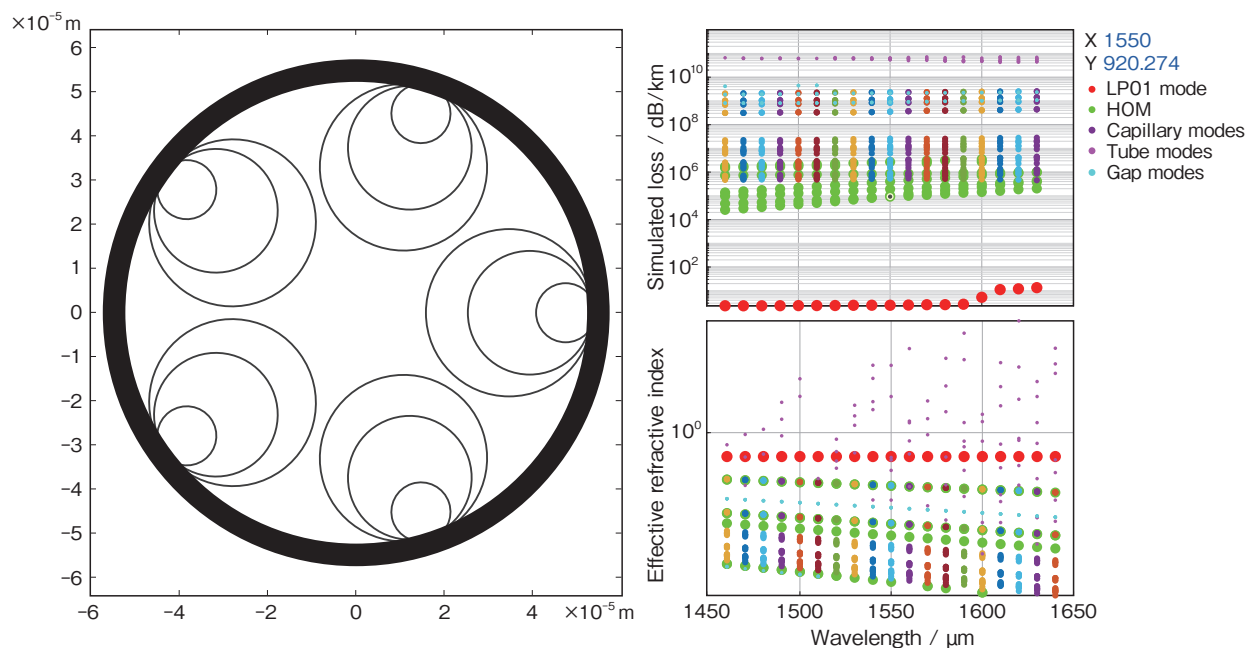 ×10⁻⁵ m
6
5
4
3
2
1
0
−1
−2
−3
−4
−5
−6
−6
−4
−2
0
2
4
×10⁻⁵ m
Simulated loss / dB/km
10¹⁰
10⁸
10⁶
10⁴
10²
X 1550
Y 920.274
LP01 mode
HOM
Capillary modes
Tube modes
Gap modes
Effective refractive index
10⁰
1450
1500
1550
1600
1650
Wavelength / μm